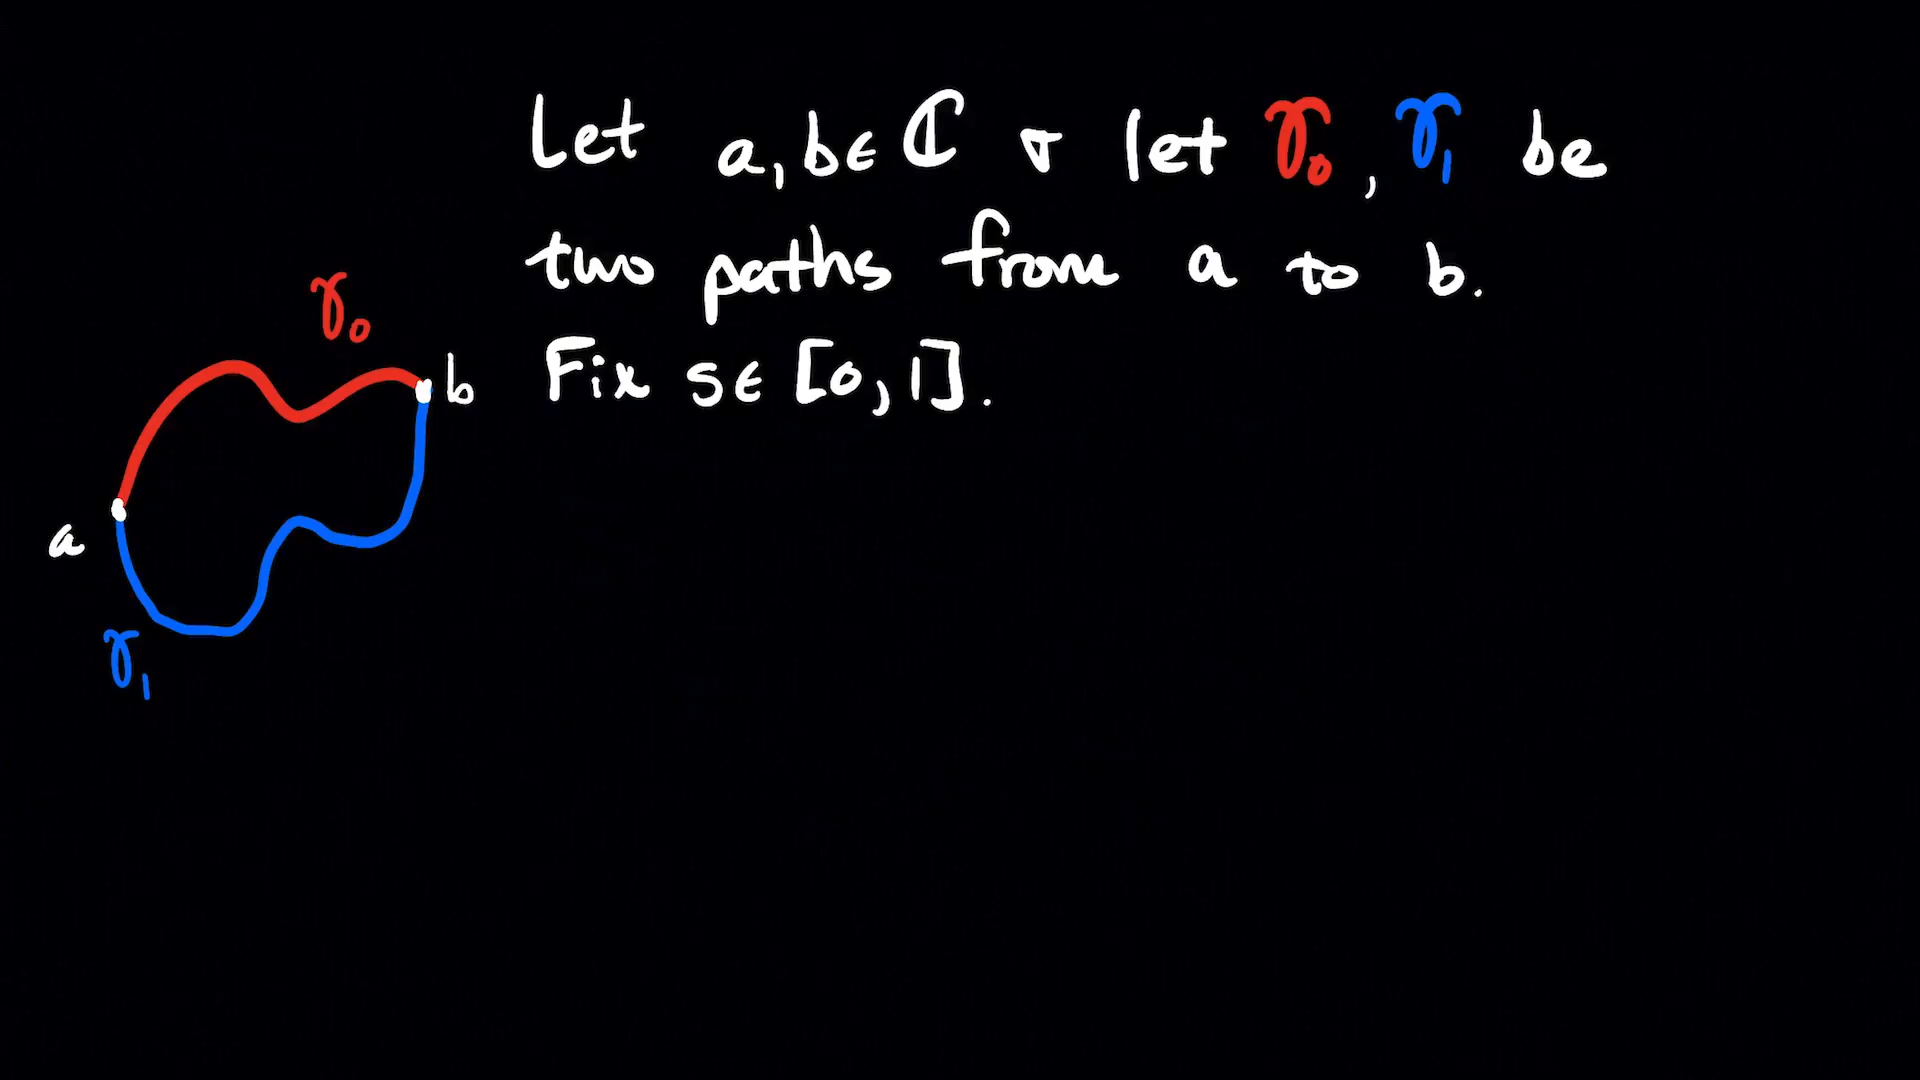 Let a, b ∈ ℂ & let γ₀, γ₁ be
two paths from a to b.
Fix s ∈ [0, 1].
γ₀
b
a
γ₁